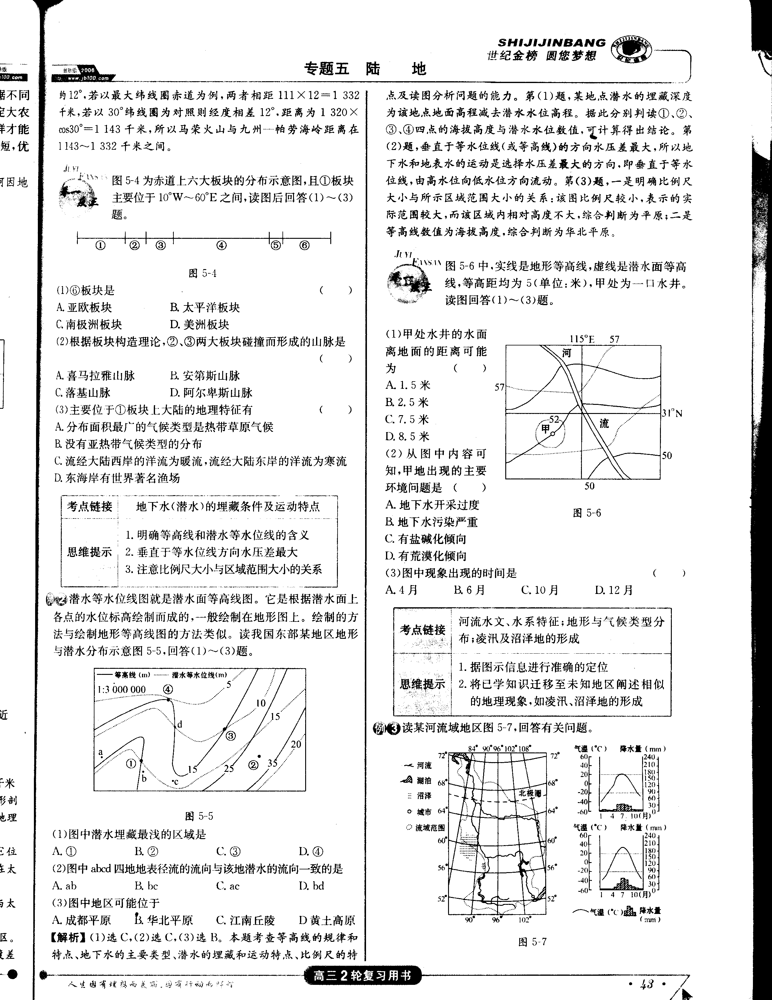 SHIJIJINBANG
世纪金榜 圆您梦想
专题五 陆 地
最新版 2006
www.jb100.com
约12°,若以最大纬线圈赤道为例,两者相距 111×12=1 332
千米,若以 30°纬线圈为对照则经度相差 12°,距离为 1 320×
cos30°=1 143 千米,所以马荣火山与九州—帕劳海岭距离在
1143～1 332 千米之间。
JU YI
FANSAN
举一
反三
图 5-4 为赤道上六大板块的分布示意图,且①板块
主要位于 10°W～60°E 之间,读图后回答(1)～(3)
题。
① ② ③ ④ ⑤ ⑥
图 5-4
(1)⑥板块是 ( )
A. 亚欧板块 B. 太平洋板块
C. 南极洲板块 D. 美洲板块
(2)根据板块构造理论,②、③两大板块碰撞而形成的山脉是
( )
A. 喜马拉雅山脉 B. 安第斯山脉
C. 落基山脉 D. 阿尔卑斯山脉
(3)主要位于①板块上大陆的地理特征有 ( )
A. 分布面积最广的气候类型是热带草原气候
B. 没有亚热带气候类型的分布
C. 流经大陆西岸的洋流为暖流,流经大陆东岸的洋流为寒流
D. 东海岸有世界著名渔场
考点链接 地下水(潜水)的埋藏条件及运动特点
思维提示
1. 明确等高线和潜水等水位线的含义
2. 垂直于等水位线方向水压差最大
3. 注意比例尺大小与区域范围大小的关系
例2 潜水等水位线图就是潜水面等高线图。它是根据潜水面上
各点的水位标高绘制而成的,一般绘制在地形图上。绘制的方
法与绘制地形等高线图的方法类似。读我国东部某地区地形
与潜水分布示意图 5-5,回答(1)～(3)题。
等高线 (m) 潜水等水位线(m)
1:3 000 000 ④ 5
10
15
d
③
20
a
① 15 25 ② 35
b
c
图 5-5
(1)图中潜水埋藏最浅的区域是
A. ① B. ② C. ③ D. ④
(2)图中 abcd 四地地表径流的流向与该地潜水的流向一致的是
A. ab B. bc C. ac D. bd
(3)图中地区可能位于
A. 成都平原 B. 华北平原 C. 江南丘陵 D 黄土高原
【解析】(1)选 C,(2)选 C,(3)选 B。本题考查等高线的规律和
特点、地下水的主要类型、潜水的埋藏和运动特点、比例尺的特
点及读图分析问题的能力。第(1)题,某地点潜水的埋藏深度
为该地点地面高程减去潜水水位高程。据此分别判读①、②、
③、④四点的海拔高度与潜水水位数值,可计算得出结论。第
(2)题,垂直于等水位线(或等高线)的方向水压差最大,所以地
下水和地表水的运动是选择水压差最大的方向,即垂直于等水
位线,由高水位向低水位方向流动。第(3)题,一是明确比例尺
大小与所示区域范围大小的关系:该图比例尺较小,表示的实
际范围较大,而该区域内相对高度不大,综合判断为平原;二是
等高线数值为海拔高度,综合判断为华北平原。
JU YI
FANSAN
图 5-6 中,实线是地形等高线,虚线是潜水面等高
线,等高距均为 5(单位:米),甲处为一口水井。
读图回答(1)～(3)题。
(1)甲处水井的水面
离地面的距离可能
为 ( )
A. 1. 5 米
B. 2. 5 米
C. 7. 5 米
D. 8. 5 米
(2) 从图中内容可
知,甲地出现的主要
环境问题是 ( )
A. 地下水开采过度
B. 地下水污染严重
C. 有盐碱化倾向
D. 有荒漠化倾向
115°E 57
河
57
31°N
52
流
甲
50
50
图 5-6
(3)图中现象出现的时间是 ( )
A. 4 月 B. 6 月 C. 10 月 D. 12 月
考点链接
河流水文、水系特征;地形与气候类型分
布;凌汛及沼泽地的形成
思维提示
1. 据图示信息进行准确的定位
2. 将已学知识迁移至未知地区阐述相似
的地理现象,如凌汛、沼泽地的形成
例3 读某河流域地区图 5-7,回答有关问题。
84° 90° 96° 102° 108°
72° 72°
河流
湖泊 68° 68°
沼泽 北极圈
城市 64° 64°
流域范围
60° 60°
56° 56°
52° 52°
90° 96° 102°
气温 (℃) 降水量 (mm)
60 40 20 0 -20 -40 -60
240 210 180 150 120 90 60 30 0
1 4 7 10(月)
气温 (℃) 降水量 (mm)
60 40 20 0 -20 -40 -60
240 210 180 150 120 90 60 30 0
1 4 7 10(月)
气温 (℃) 降水量
(mm)
图 5-7
高三 2 轮复习用书
· 43 ·